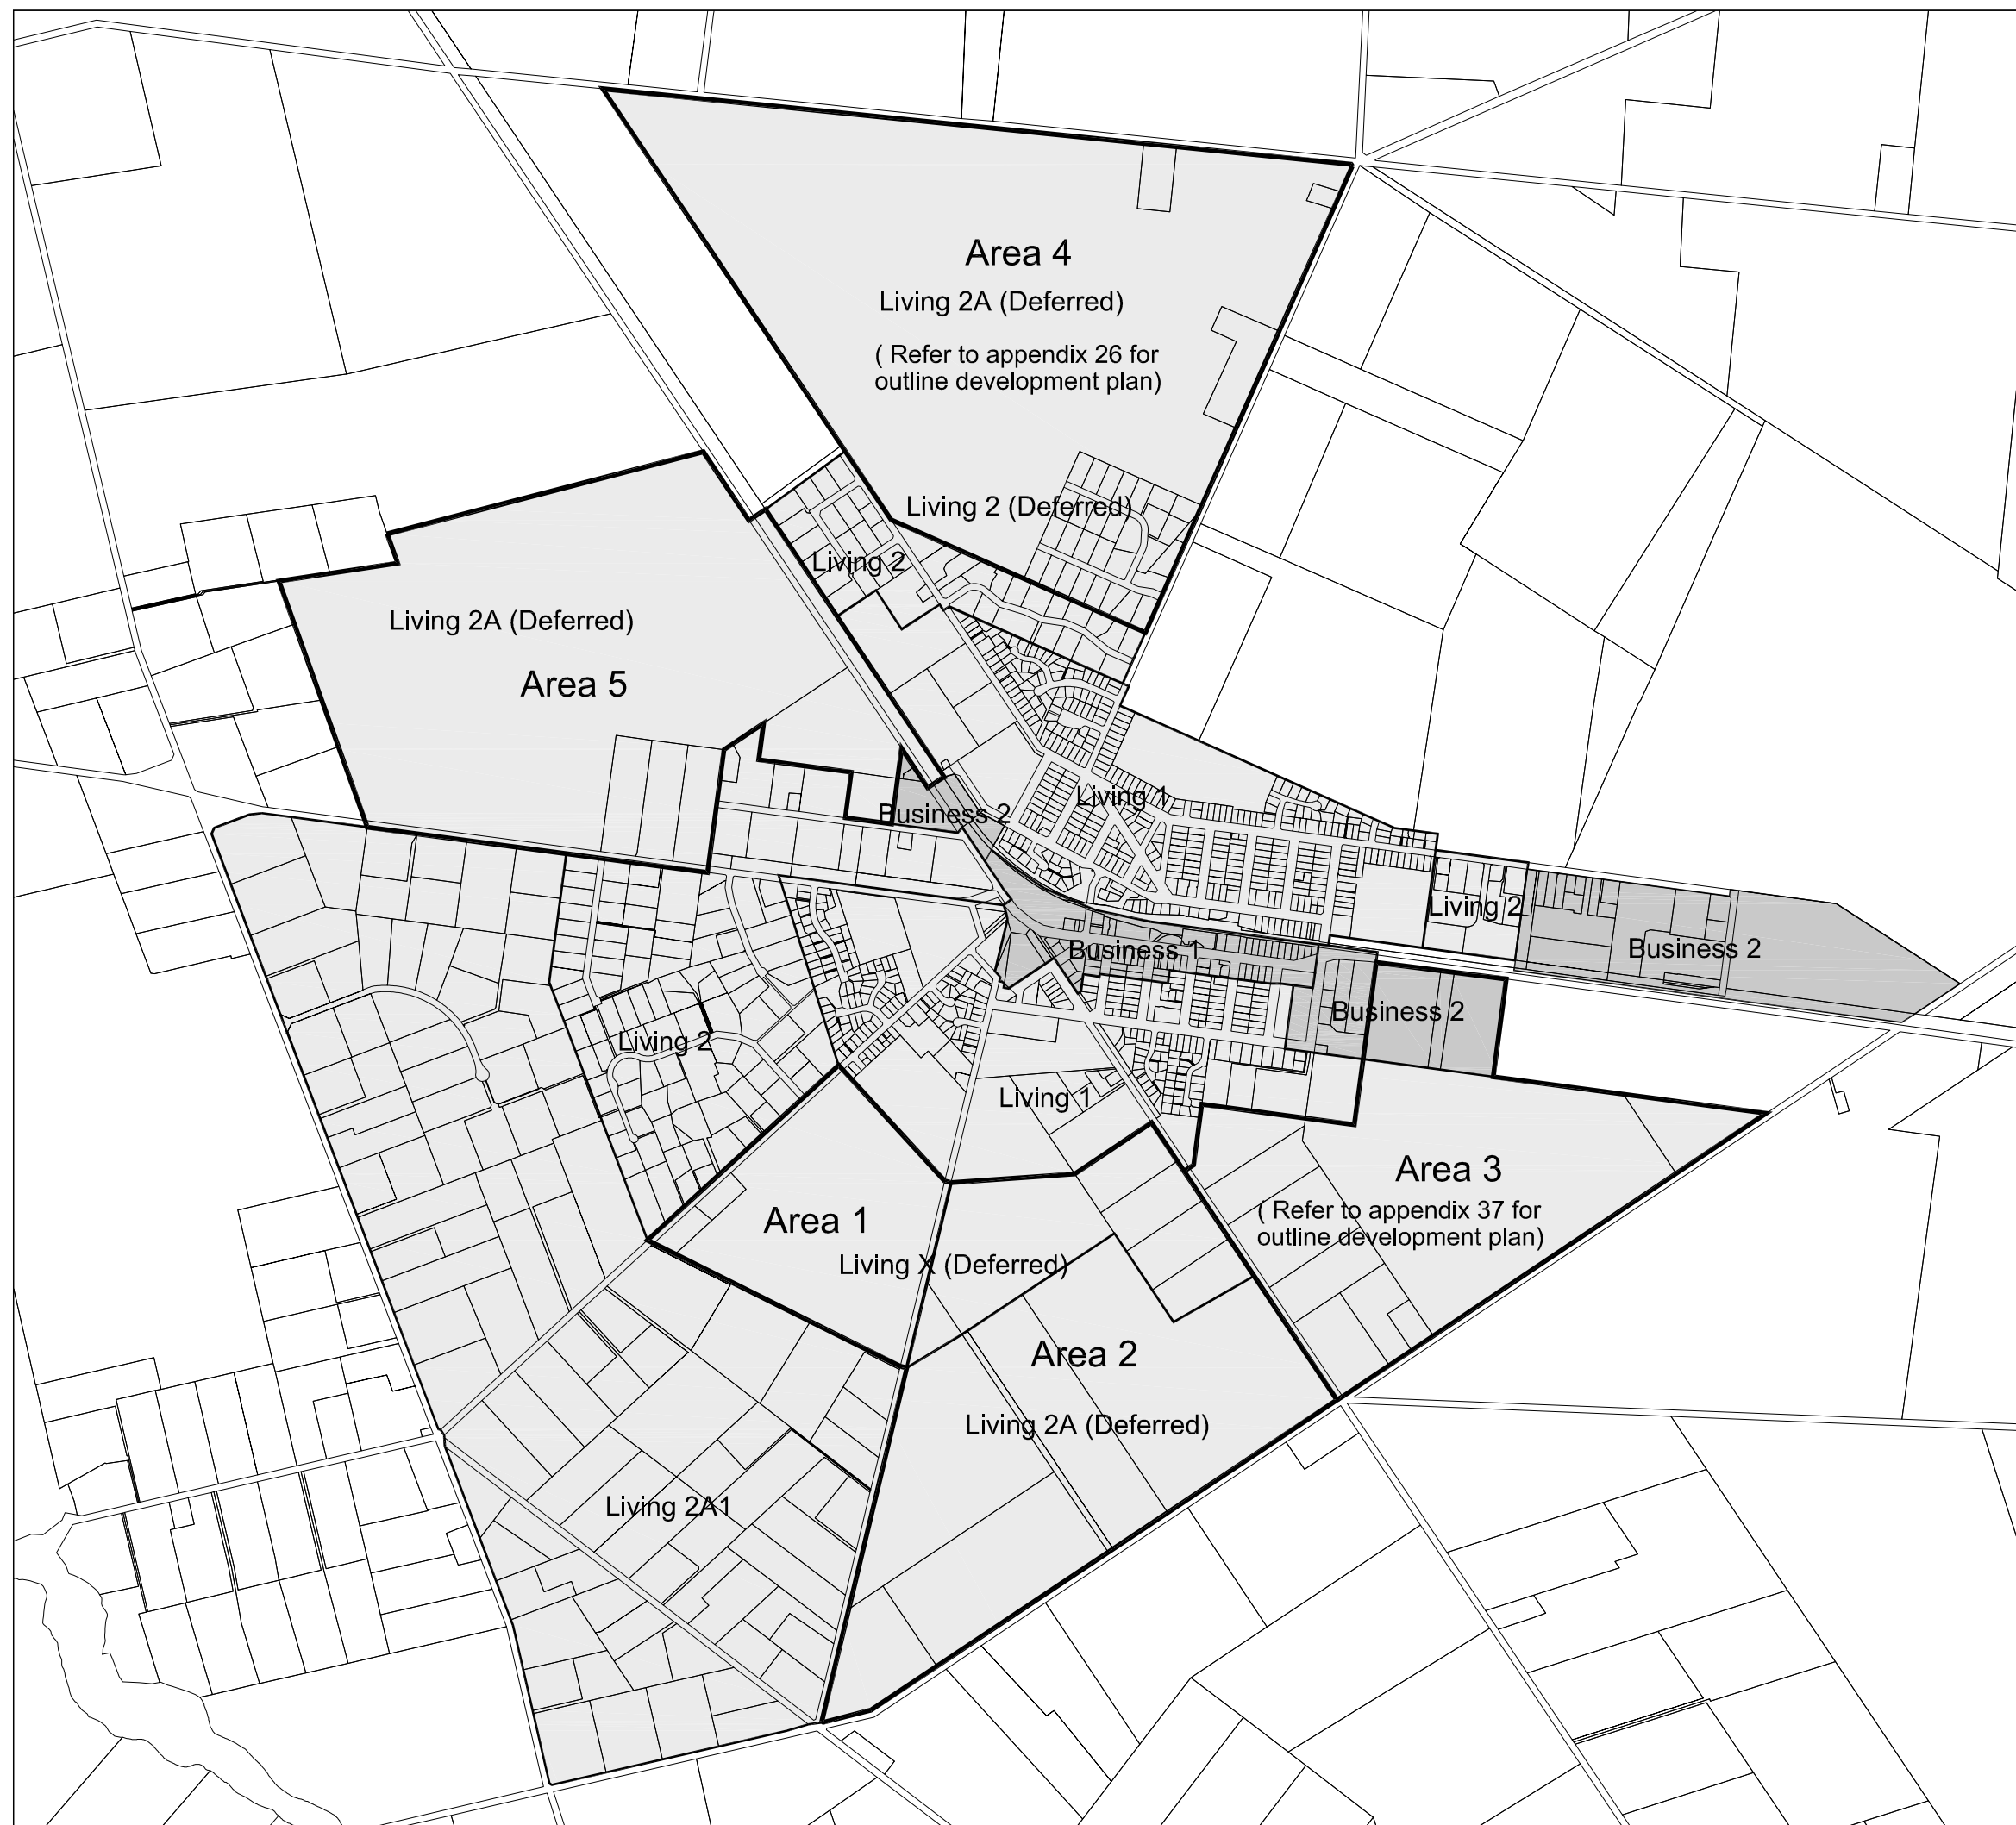 Area 4
Living 2A (Deferred)
( Refer to appendix 26 for
outline development plan)
Living 2 (Deferred)
Living 2
Living 2A (Deferred)
Area 5
Living 1
Business 2
Living 2
Business 1
Business 2
Business 2
Living 2
Living 1
Area 3
( Refer to appendix 37 for
outline development plan)
Area 1
Living X (Deferred)
Area 2
Living 2A (Deferred)
Living 2A1